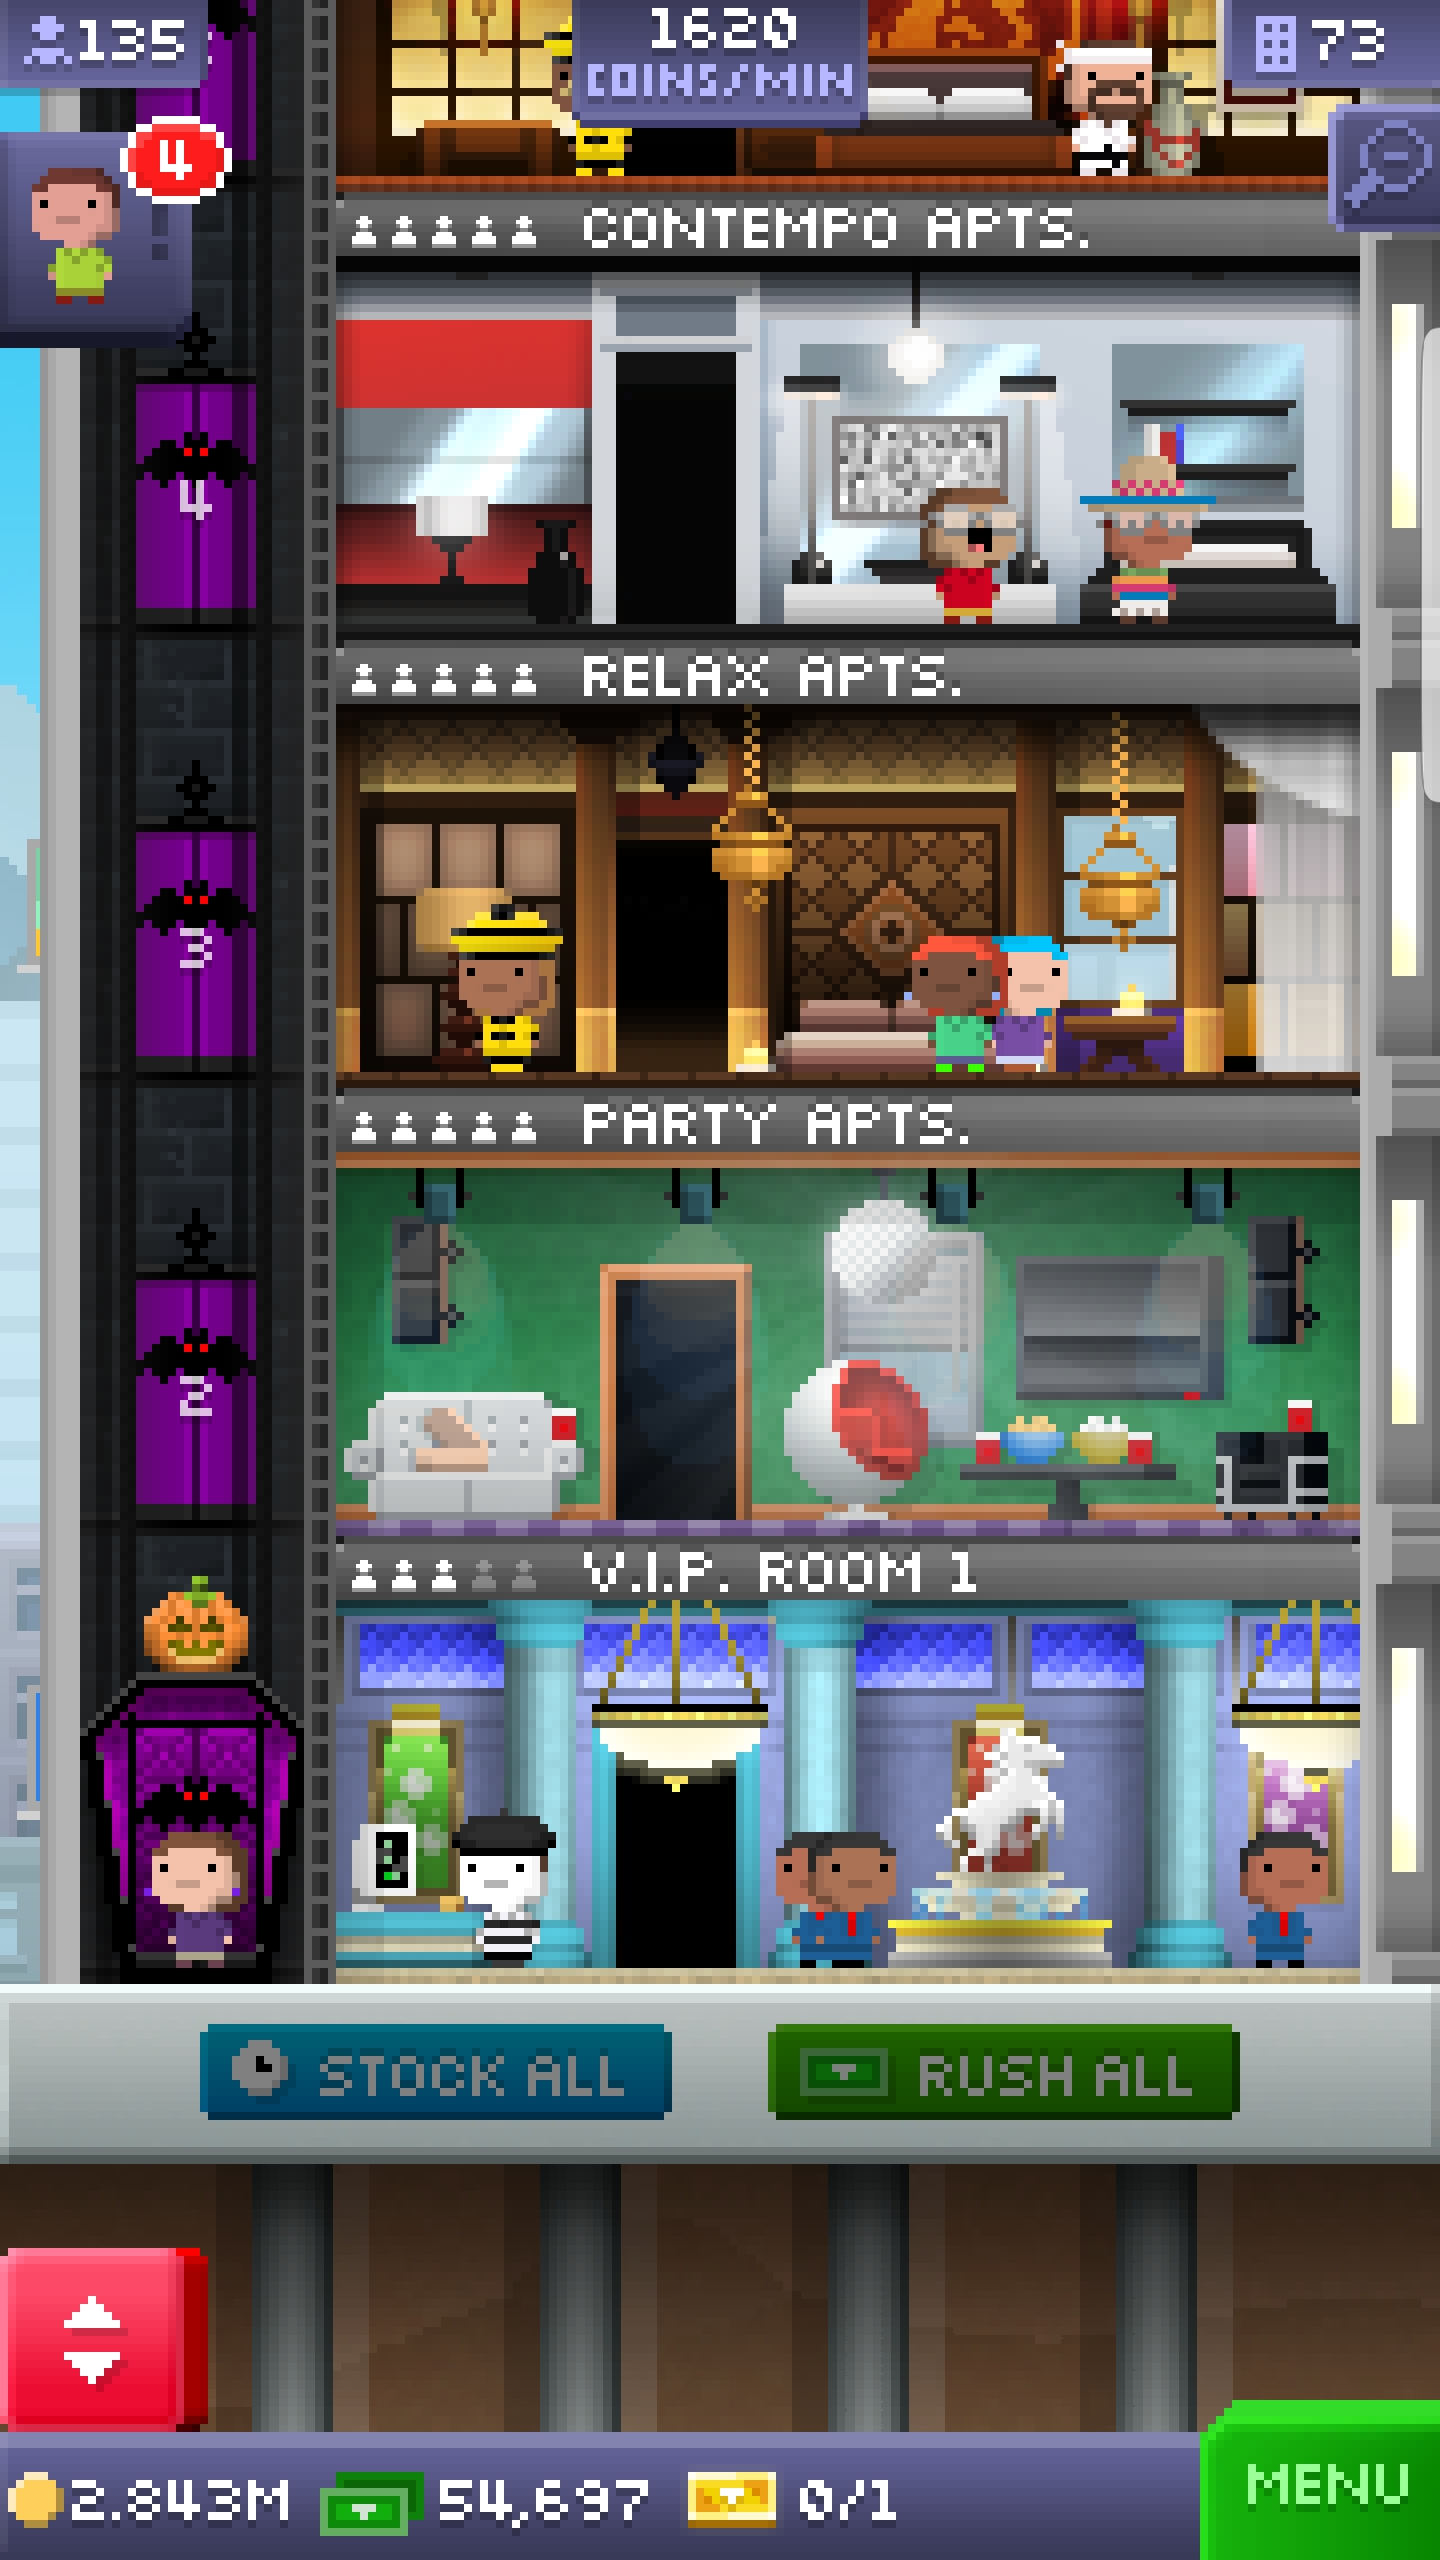 135
1620
COINS/MIN
73
4
CONTEMPO APTS.
4
RELAX APTS.
3
PARTY APTS.
2
V.I.P. ROOM 1
STOCK ALL
RUSH ALL
2.843M
54,697
0/1
MENU